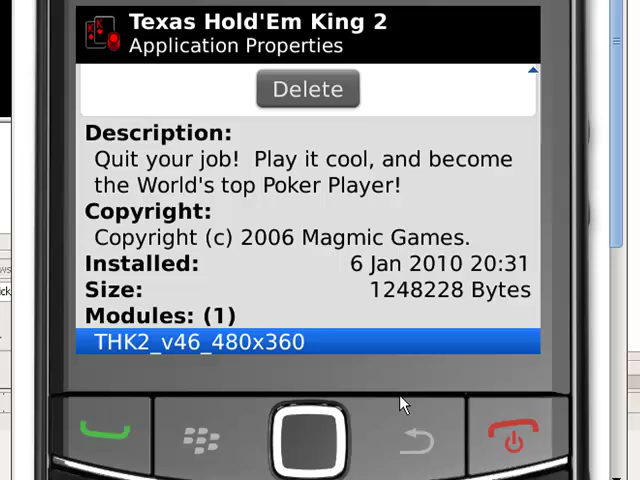 Texas Hold'Em King 2
Application Properties
Delete
Description:
Quit your job!  Play it cool, and become
the World's top Poker Player!
Copyright:
Copyright (c) 2006 Magmic Games.
Installed: 6 Jan 2010 20:31
Size: 1248228 Bytes
Modules: (1)
THK2_v46_480x360